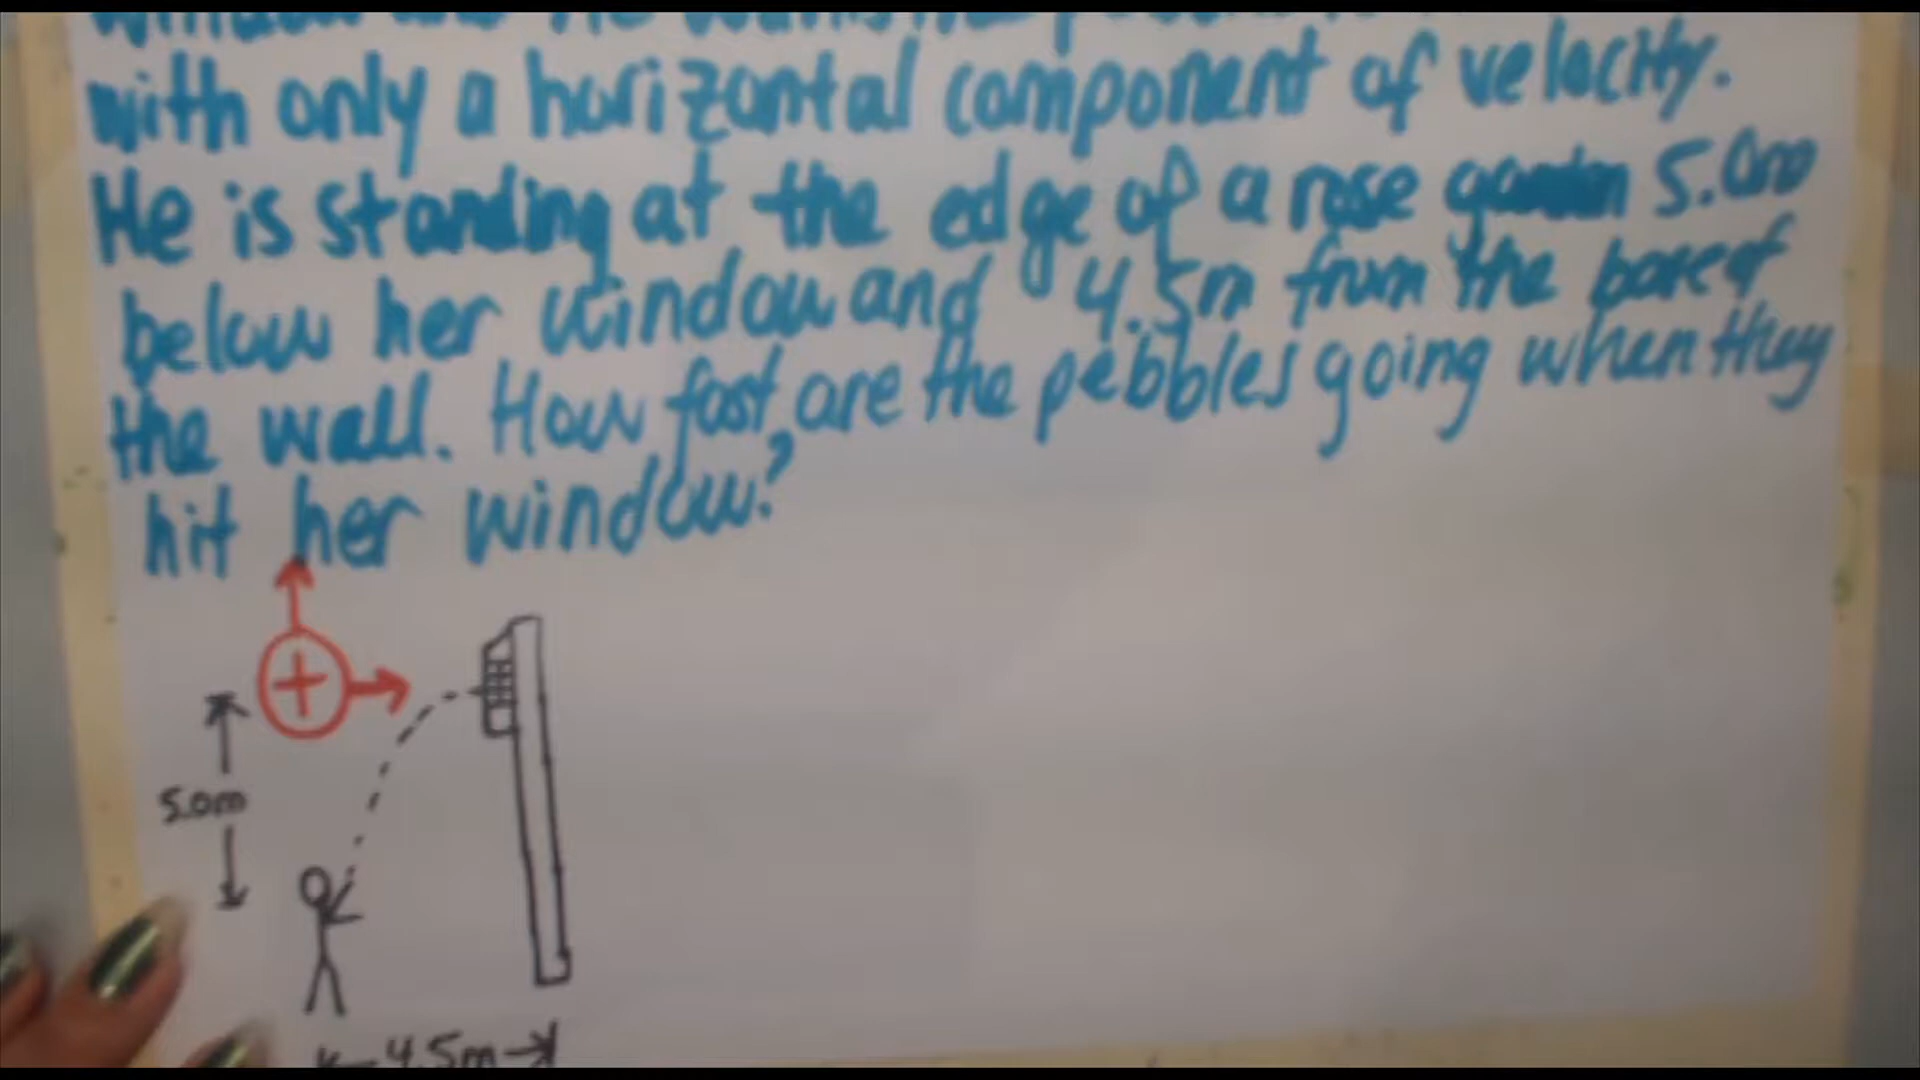 with only a horizontal component of velocity.
He is standing at the edge of a rose garden 5.0m
below her window and 4.5m from the base of
the wall. How fast are the pebbles going when they
hit her window?
+
5.0m
4.5m